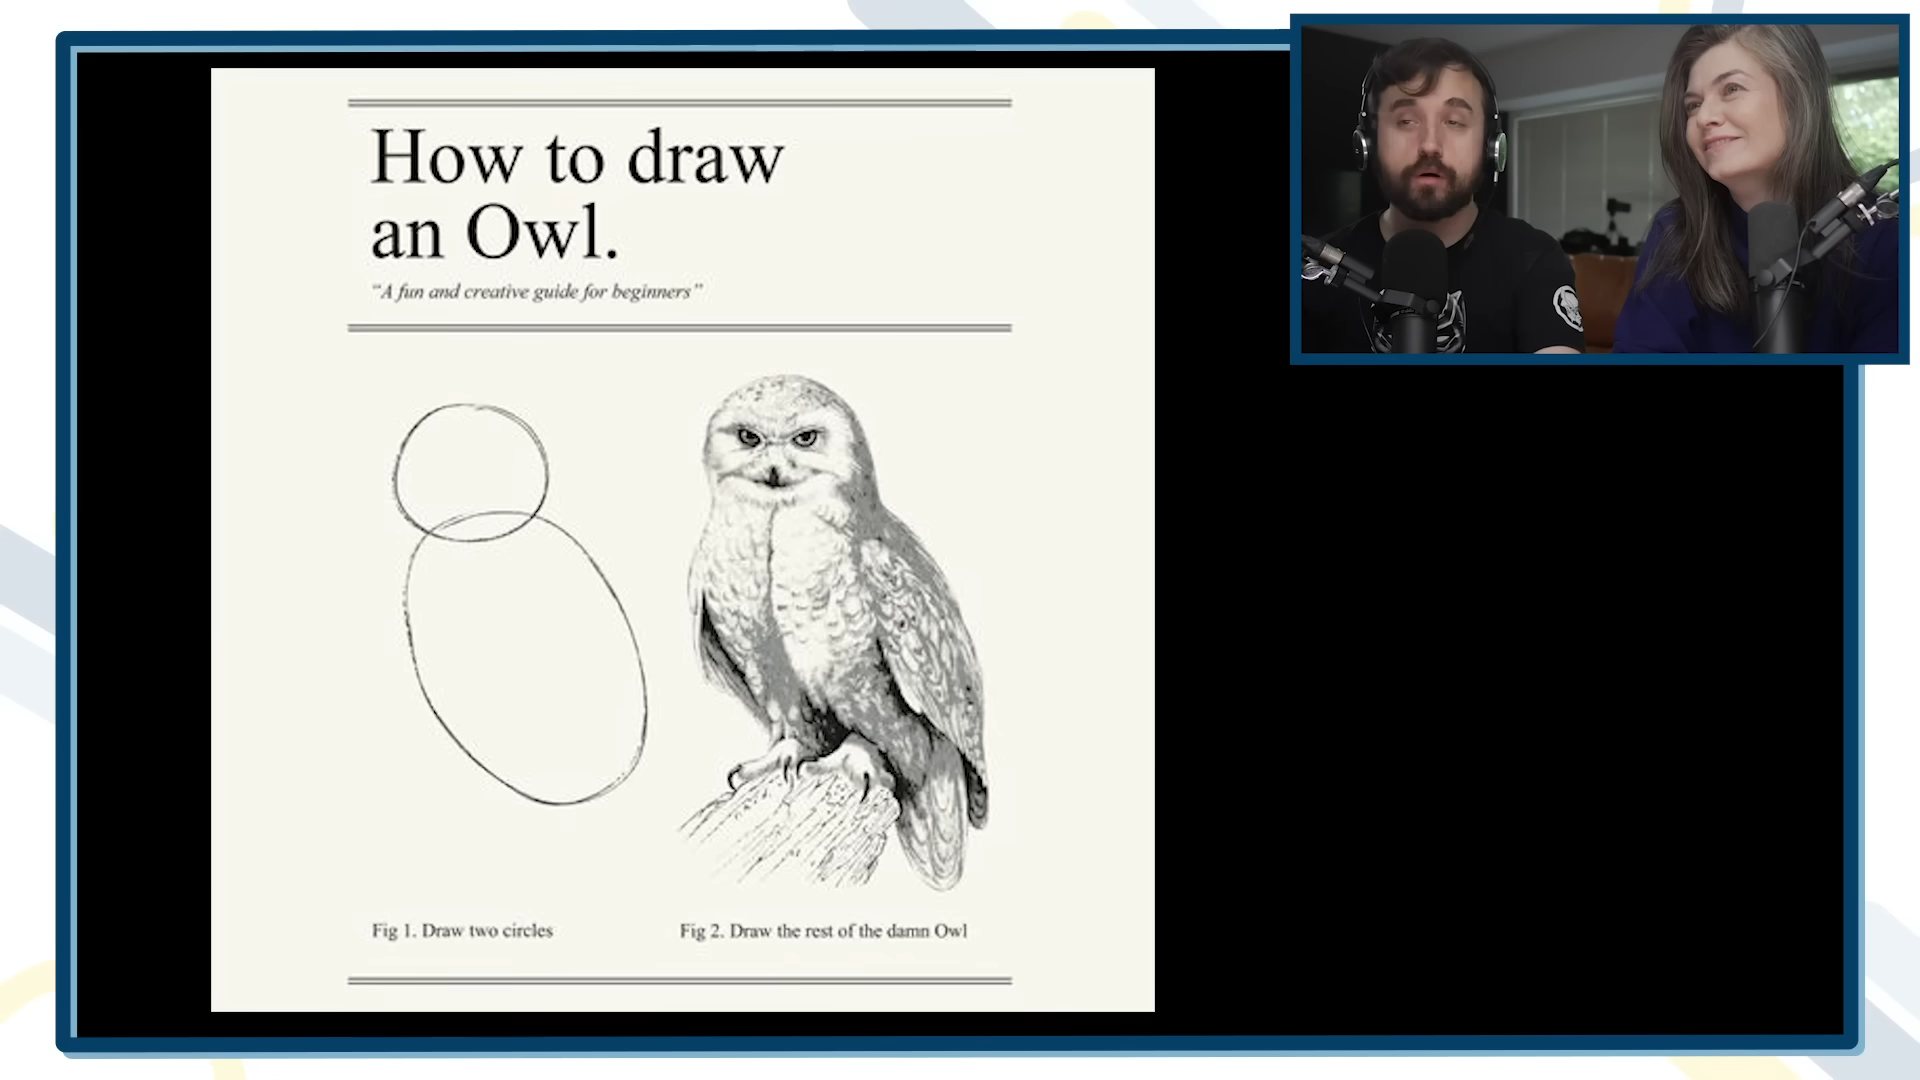 How to draw
an Owl.
“A fun and creative guide for beginners”
Fig 1. Draw two circles
Fig 2. Draw the rest of the damn Owl